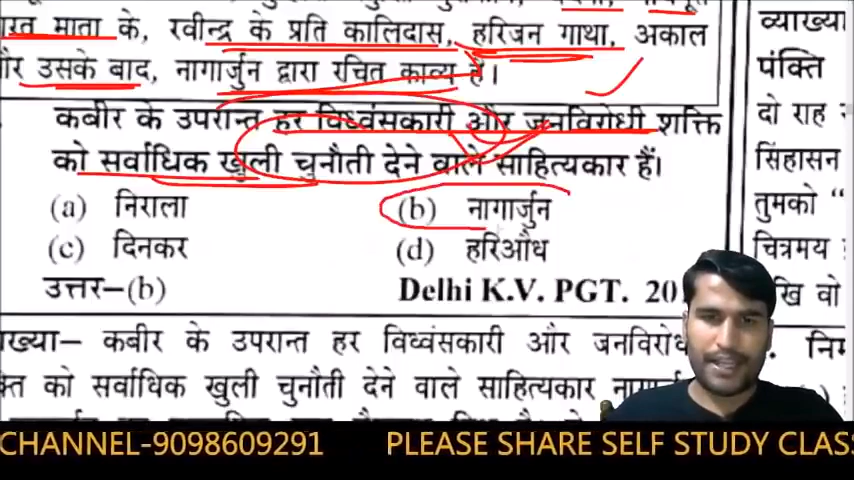 भारत माता के, रवीन्द्र के प्रति कालिदास, हरिजन गाथा, अकाल
और उसके बाद, नागार्जुन द्वारा रचित काव्य हैं।
कबीर के उपरान्त हर विध्वंसकारी और जनविरोधी शक्ति
को सर्वाधिक खुली चुनौती देने वाले साहित्यकार हैं।
(a) निराला (b) नागार्जुन
(c) दिनकर (d) हरिऔध
उत्तर–(b) Delhi K.V. PGT. 20
ख्या– कबीर के उपरान्त हर विध्वंसकारी और जनविरो
क्त को सर्वाधिक खुली चुनौती देने वाले साहित्यकार नागार्जु
व्याख्या
पंक्ति
दो राह
सिंहासन
तुमको “
चित्रमय
खि वो
निम
CHANNEL-9098609291 PLEASE SHARE SELF STUDY CLASS